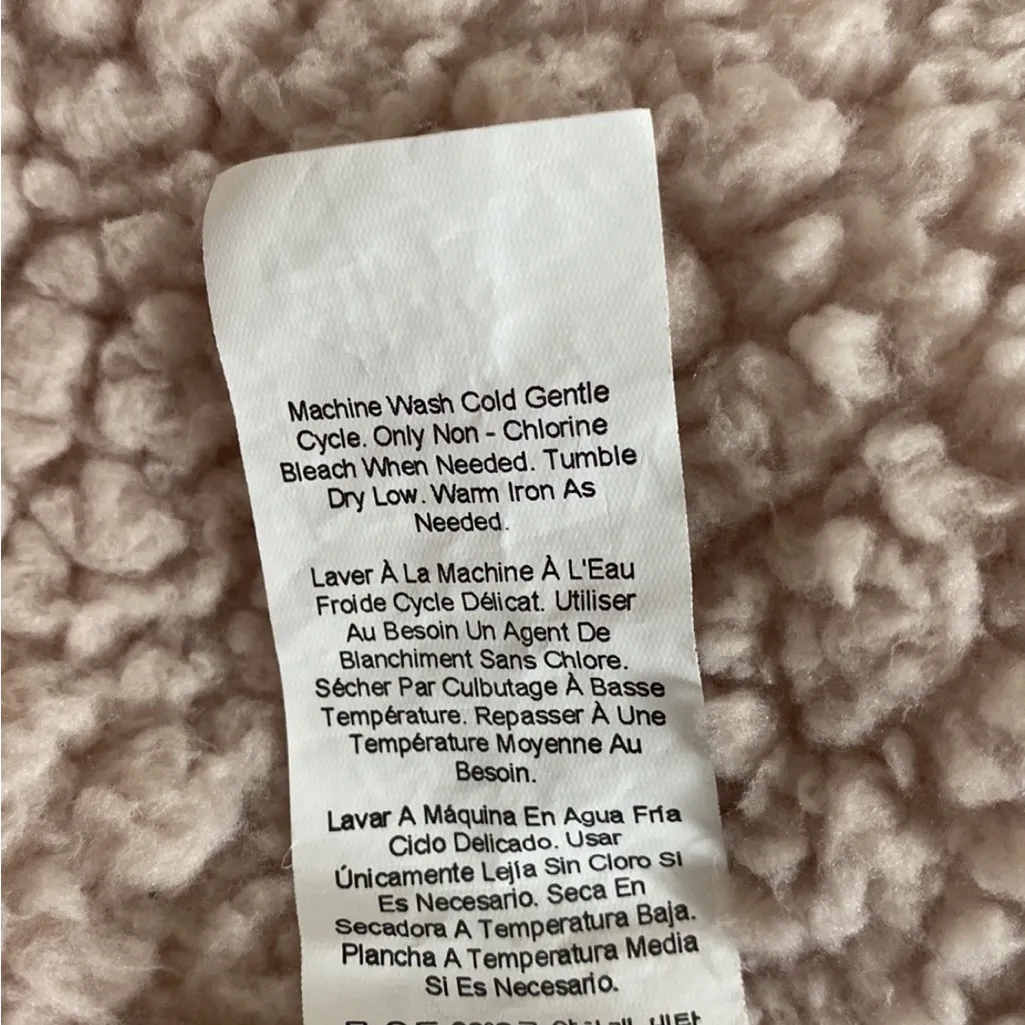 Machine Wash Cold Gentle
Cycle. Only Non - Chlorine
Bleach When Needed. Tumble
Dry Low. Warm Iron As
Needed.
Laver À La Machine À L'Eau
Froide Cycle Délicat. Utiliser
Au Besoin Un Agent De
Blanchiment Sans Chlore.
Sécher Par Culbutage À Basse
Température. Repasser À Une
Température Moyenne Au
Besoin.
Lavar A Máquina En Agua Fría
Ciclo Delicado. Usar
Únicamente Lejía Sin Cloro Si
Es Necesario. Seca En
Secadora A Temperatura Baja.
Plancha A Temperatura Media
Si Es Necesario.